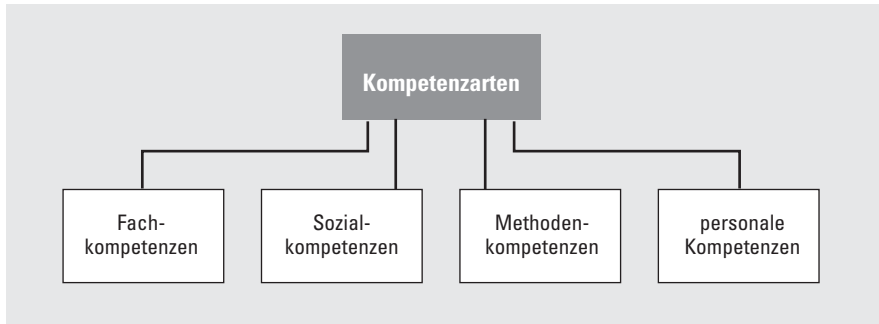 Kompetenzarten
Fach-
kompetenzen
Sozial-
kompetenzen
Methoden-
kompetenzen
personale
Kompetenzen